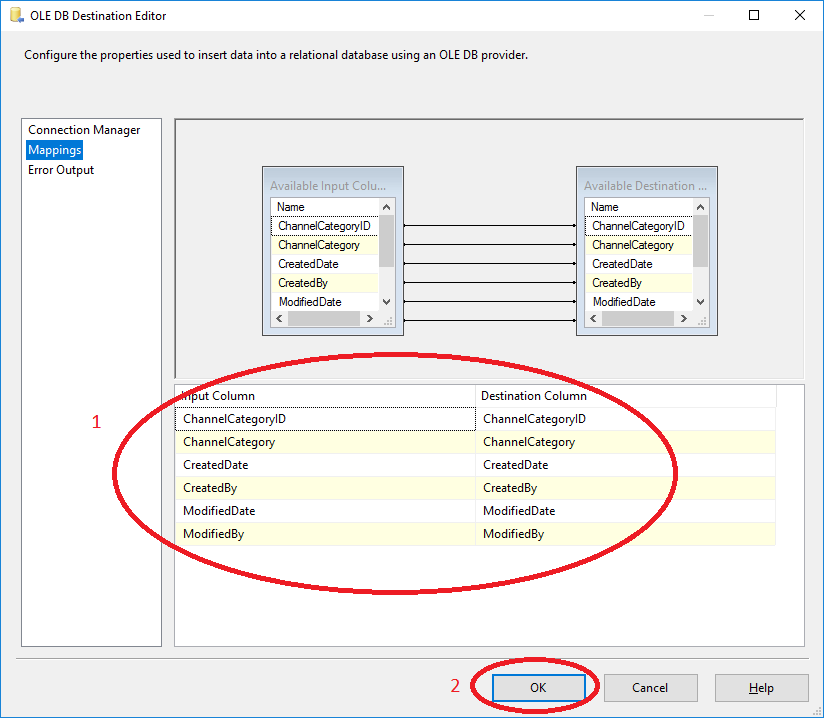 OLE DB Destination Editor
Configure the properties used to insert data into a relational database using an OLE DB provider.
Connection Manager
Mappings
Error Output
Available Input Colu...
Name
ChannelCategoryID
ChannelCategory
CreatedDate
CreatedBy
ModifiedDate
Available Destination ...
Name
ChannelCategoryID
ChannelCategory
CreatedDate
CreatedBy
ModifiedDate
1
Input Column Destination Column
ChannelCategoryID ChannelCategoryID
ChannelCategory ChannelCategory
CreatedDate CreatedDate
CreatedBy CreatedBy
ModifiedDate ModifiedDate
ModifiedBy ModifiedBy
2
OK Cancel Help